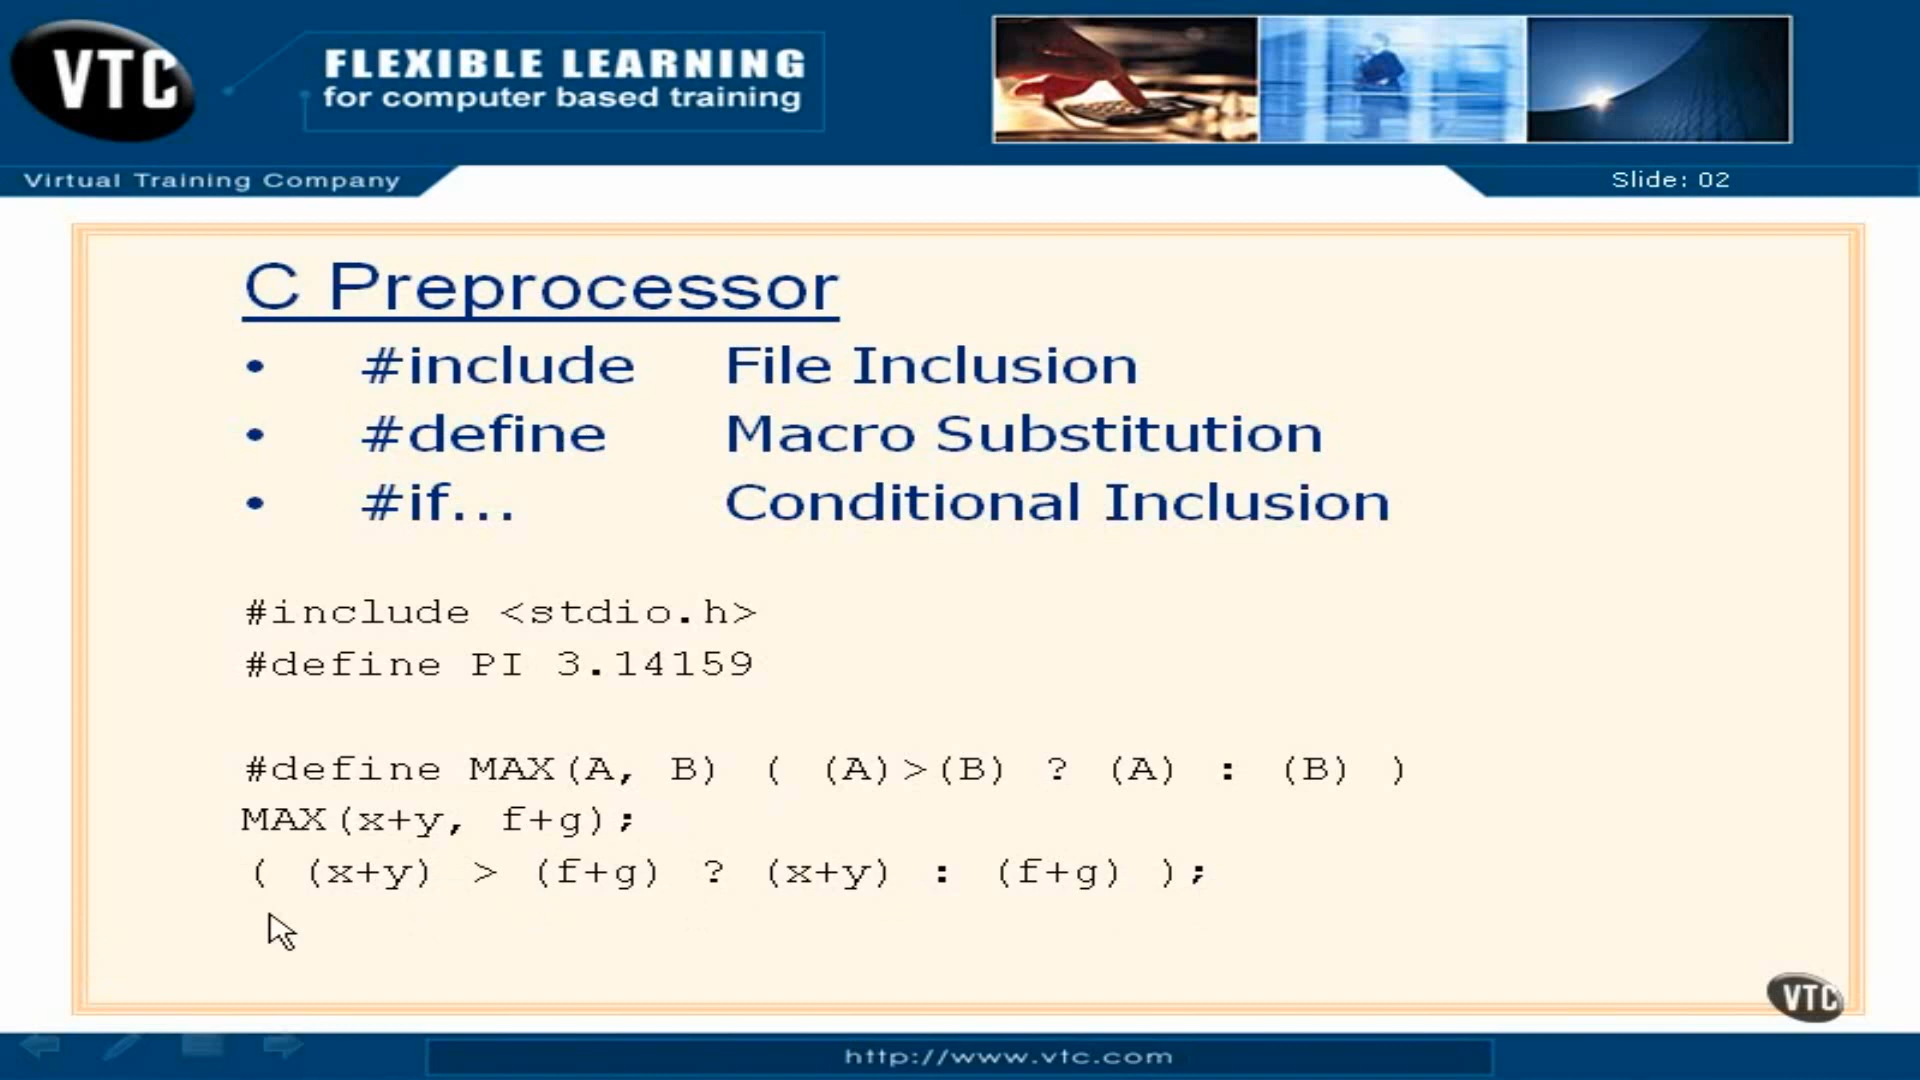 VTC
FLEXIBLE LEARNING
for computer based training
Virtual Training Company
Slide: 02
C Preprocessor
• #include File Inclusion
• #define Macro Substitution
• #if... Conditional Inclusion
#include <stdio.h>
#define PI 3.14159
#define MAX(A, B) ( (A)>(B) ? (A) : (B) )
MAX(x+y, f+g);
( (x+y) > (f+g) ? (x+y) : (f+g) );
VTC
http://www.vtc.com